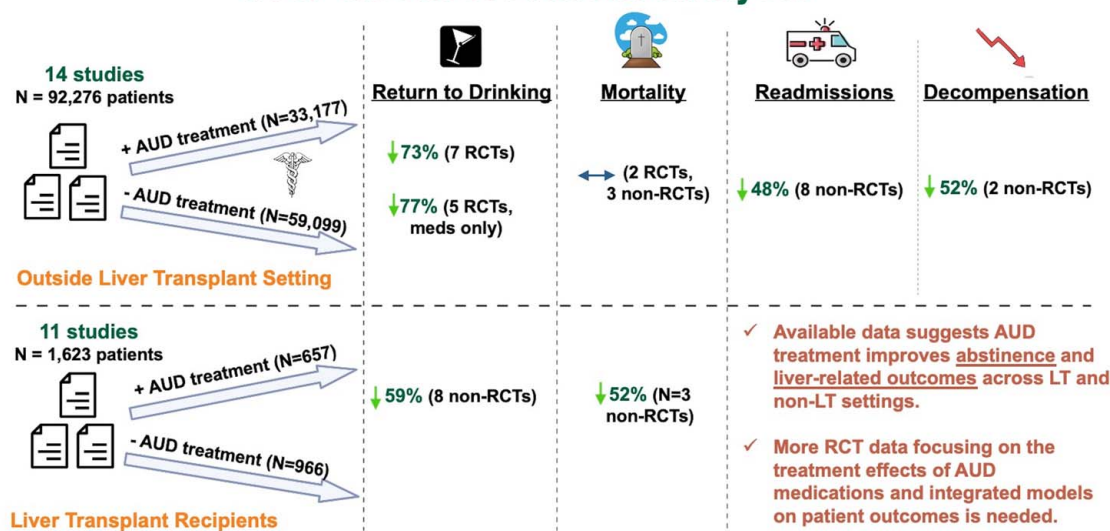 14 studies
N = 92,276 patients
+ AUD treatment (N=33,177)
- AUD treatment (N=59,099)
Outside Liver Transplant Setting
Return to Drinking
↓73% (7 RCTs)
↓77% (5 RCTs,
meds only)
Mortality
↔ (2 RCTs,
3 non-RCTs)
Readmissions
↓48% (8 non-RCTs)
Decompensation
↓52% (2 non-RCTs)
11 studies
N = 1,623 patients
+ AUD treatment (N=657)
- AUD treatment (N=966)
Liver Transplant Recipients
↓59% (8 non-RCTs)
↓52% (N=3
non-RCTs)
✓ Available data suggests AUD
treatment improves abstinence and
liver-related outcomes across LT and
non-LT settings.
✓ More RCT data focusing on the
treatment effects of AUD
medications and integrated models
on patient outcomes is needed.